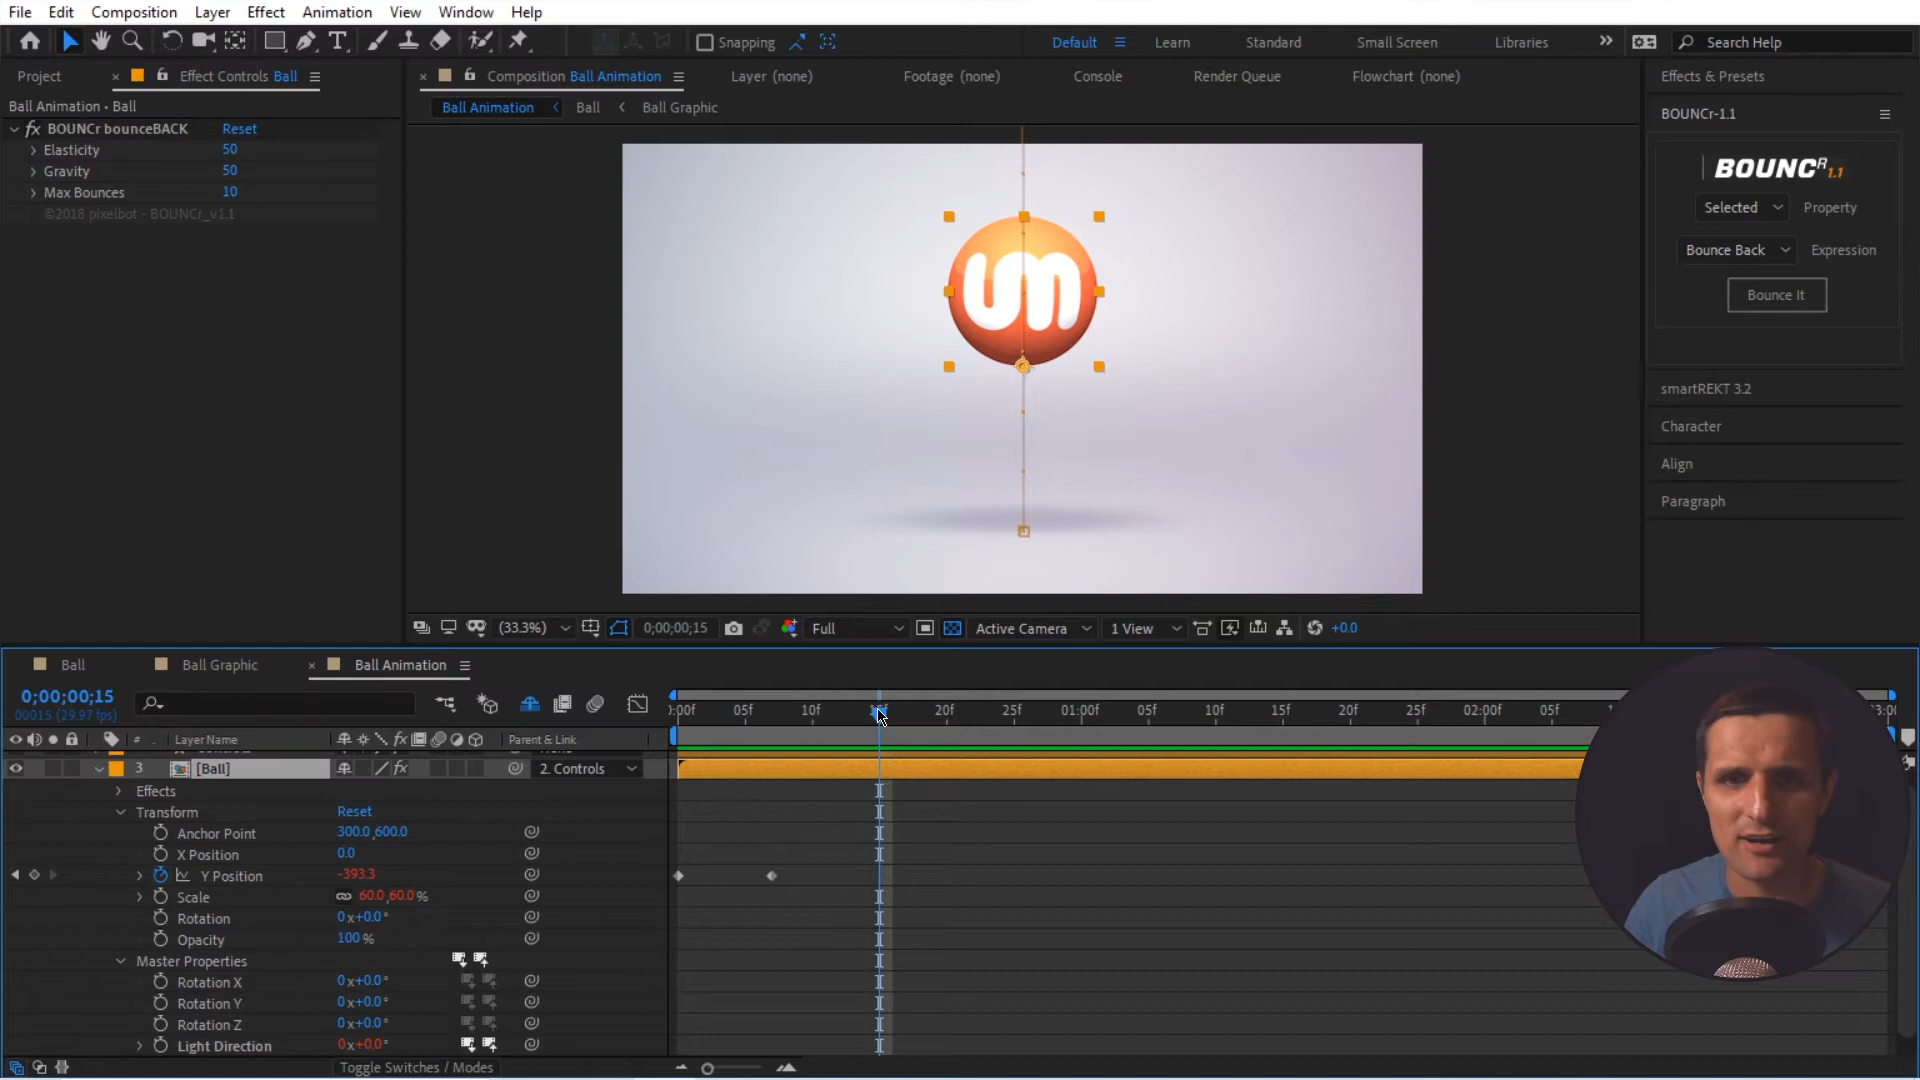 File Edit Composition Layer Effect Animation View Window Help
Snapping Default Learn Standard Small Screen Libraries Search Help
Project Effect Controls Ball Composition Ball Animation Layer (none) Footage (none) Console Render Queue Flowchart (none) Effects & Presets
Ball Animation • Ball Ball Animation Ball Ball Graphic
fx BOUNCr bounceBACK Reset BOUNCr-1.1
Elasticity 50
Gravity 50 BOUNCR 1.1
Max Bounces 10
©2018 pixelbot - BOUNCr_v1.1 Selected Property
Bounce Back Expression
Bounce It
um
smartREKT 3.2
Character
Align
Paragraph
(33.3%) 0;00;00;15 Full Active Camera 1 View +0.0
Ball Ball Graphic Ball Animation
0;00;00;15
00015 (29.97 fps) 05f 10f 20f 25f 01:00f 05f 10f 15f 20f 25f 02:00f 05f
# Layer Name fx Parent & Link
3 [Ball] fx 2. Controls
Effects
Transform Reset
Anchor Point 300.0,600.0
X Position 0.0
Y Position -393.3
Scale 60.0,60.0 %
Rotation 0x+0.0°
Opacity 100 %
Master Properties
Rotation X 0x+0.0°
Rotation Y 0x+0.0°
Rotation Z 0x+0.0°
Light Direction 0x+0.0°
Toggle Switches / Modes